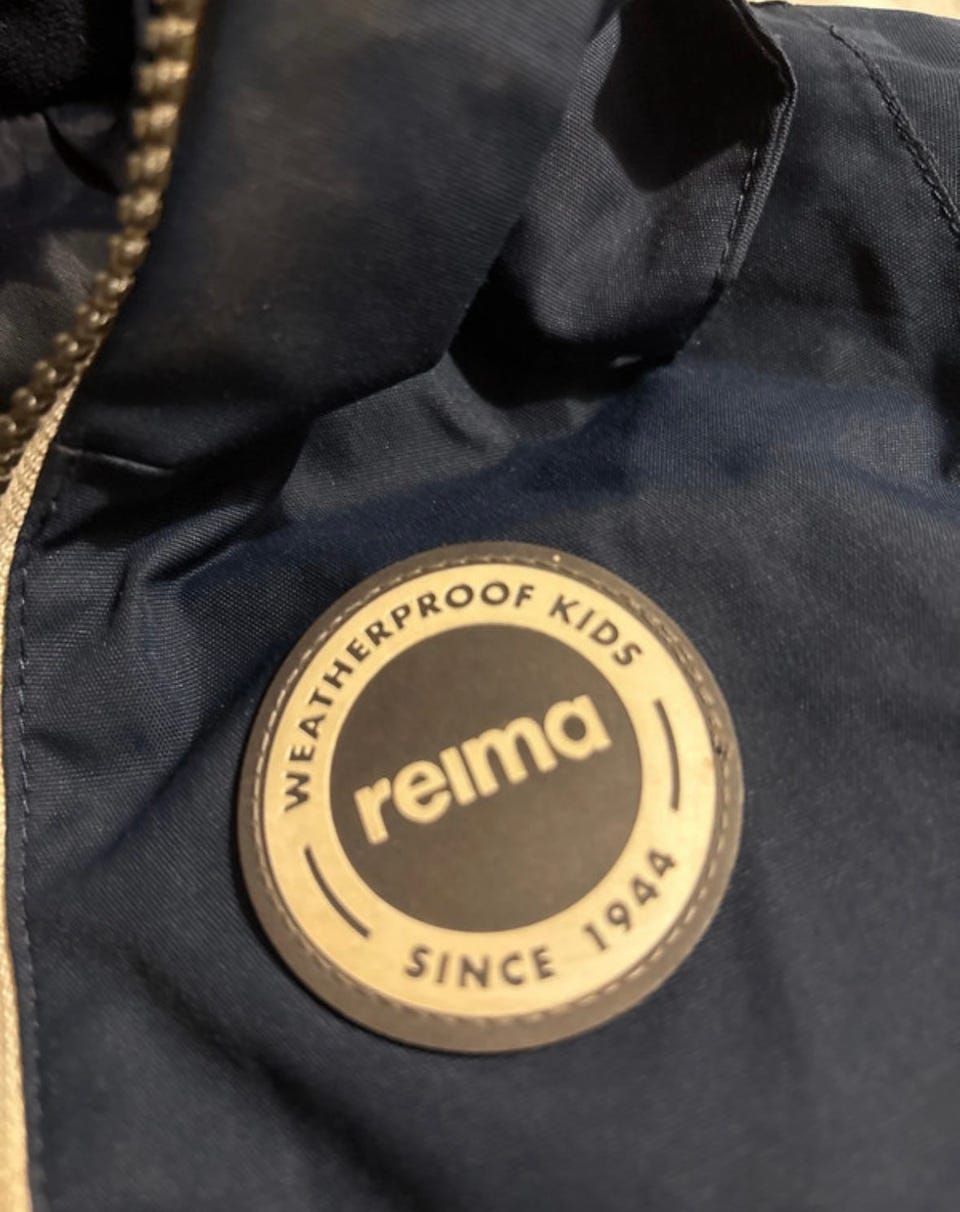 WEATHERPROOF KIDS
reima
SINCE 1944